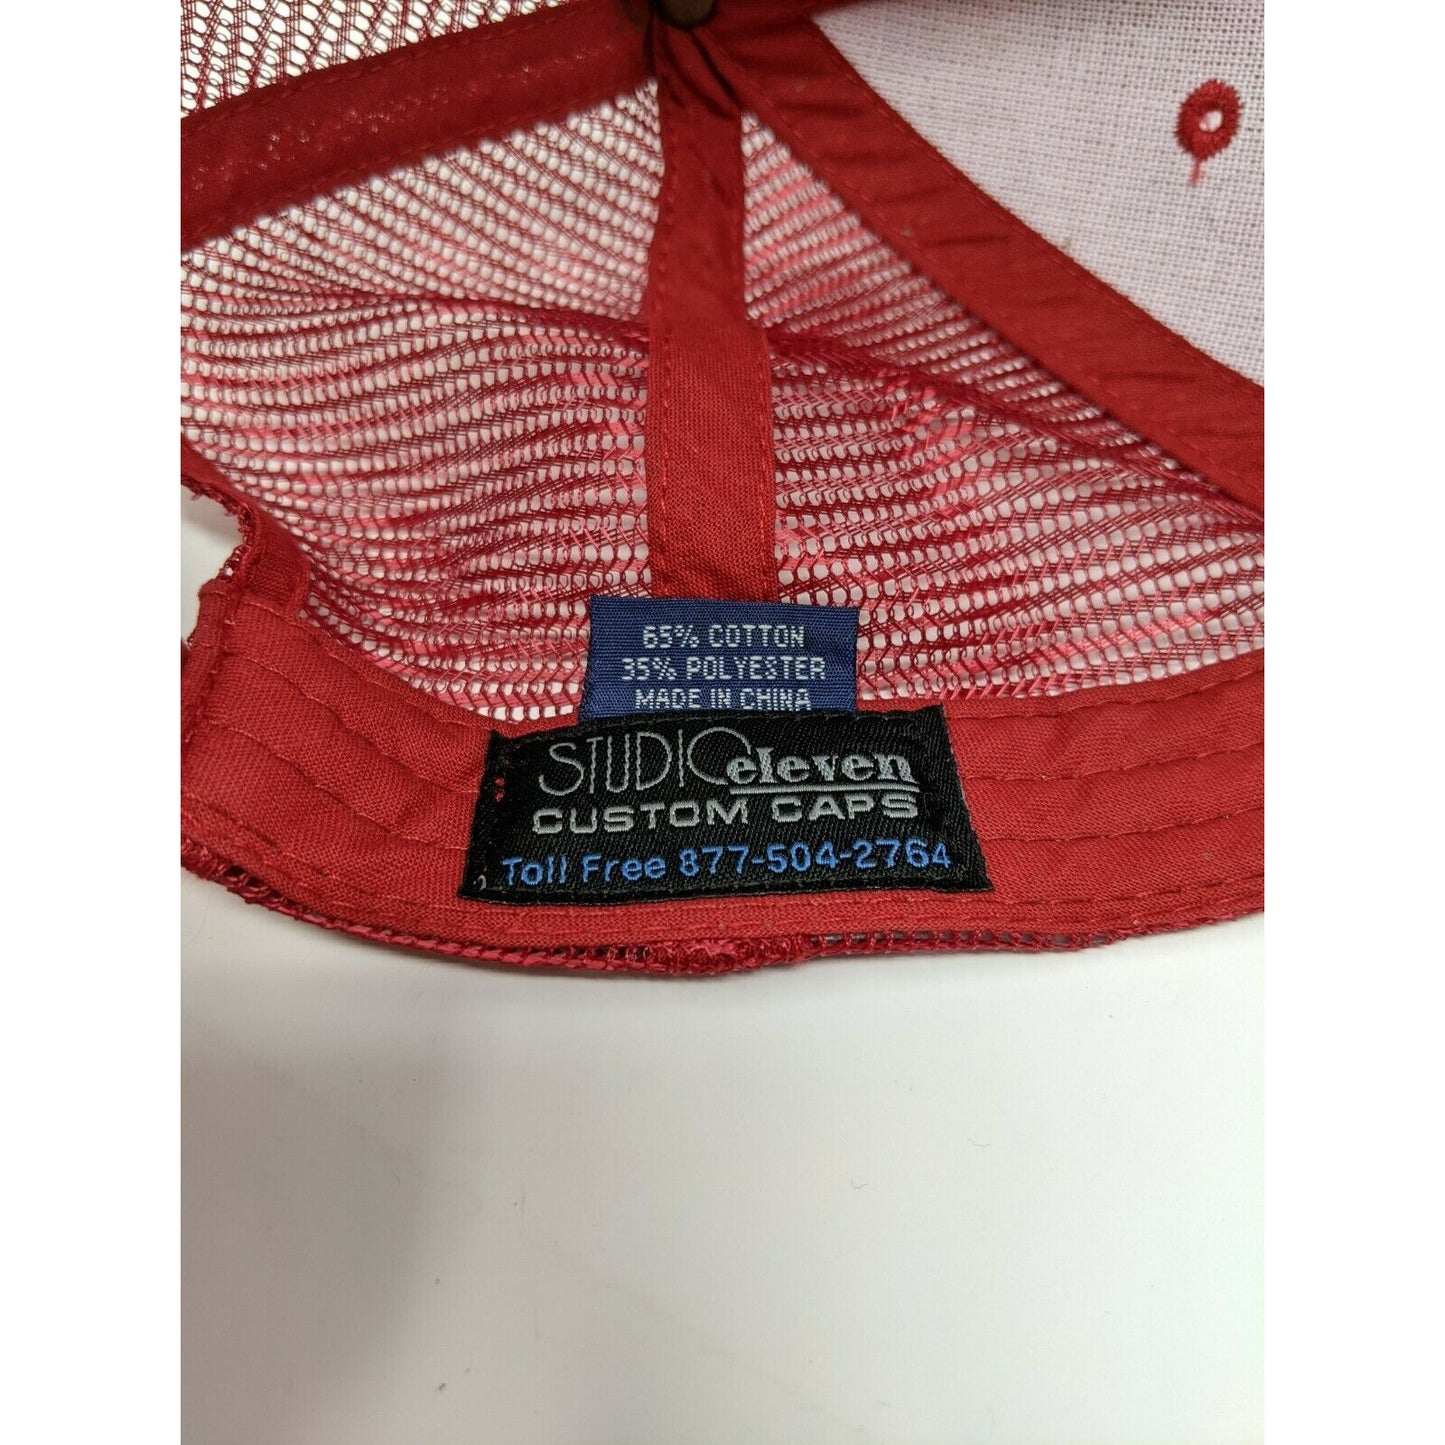 65% COTTON
35% POLYESTER
MADE IN CHINA
STUDIO eleven
CUSTOM CAPS
Toll Free 877-504-2764